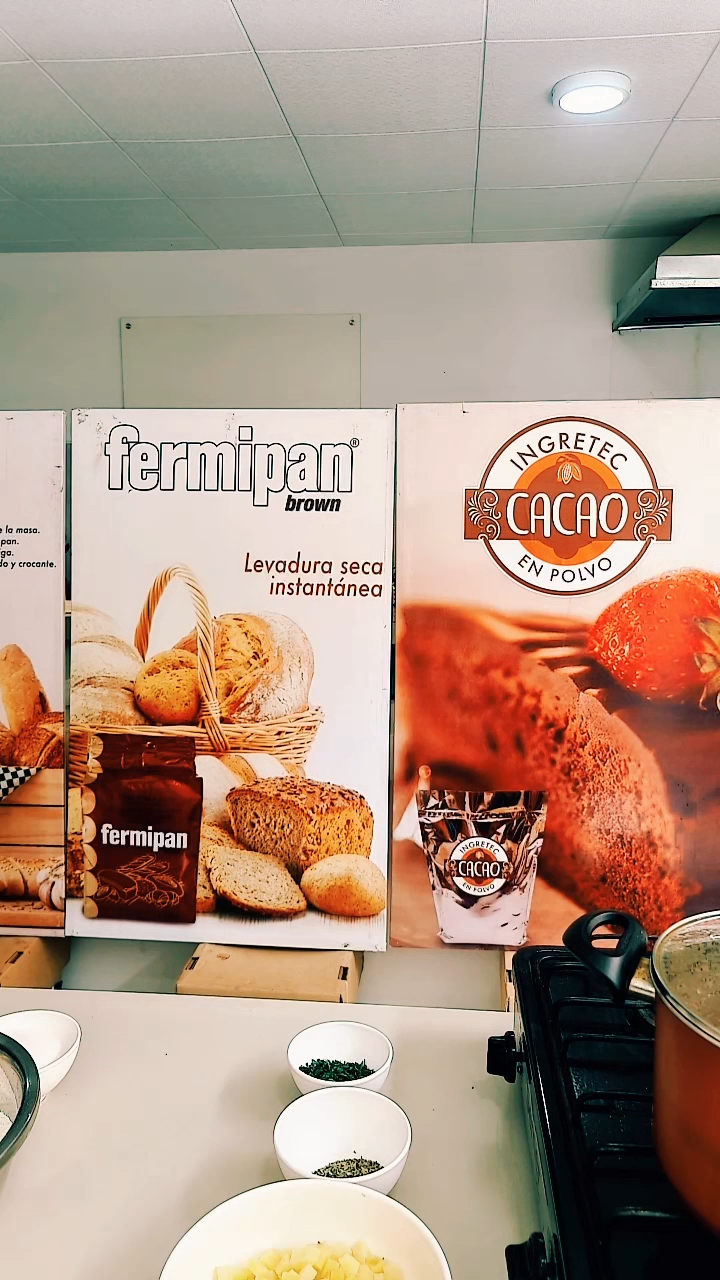 e la masa.
pan.
ga.
do y crocante.
fermipan®
brown
Levadura seca
instantánea
fermipan
INGRETEC
CACAO
EN POLVO
INGRETEC
CACAO
EN POLVO